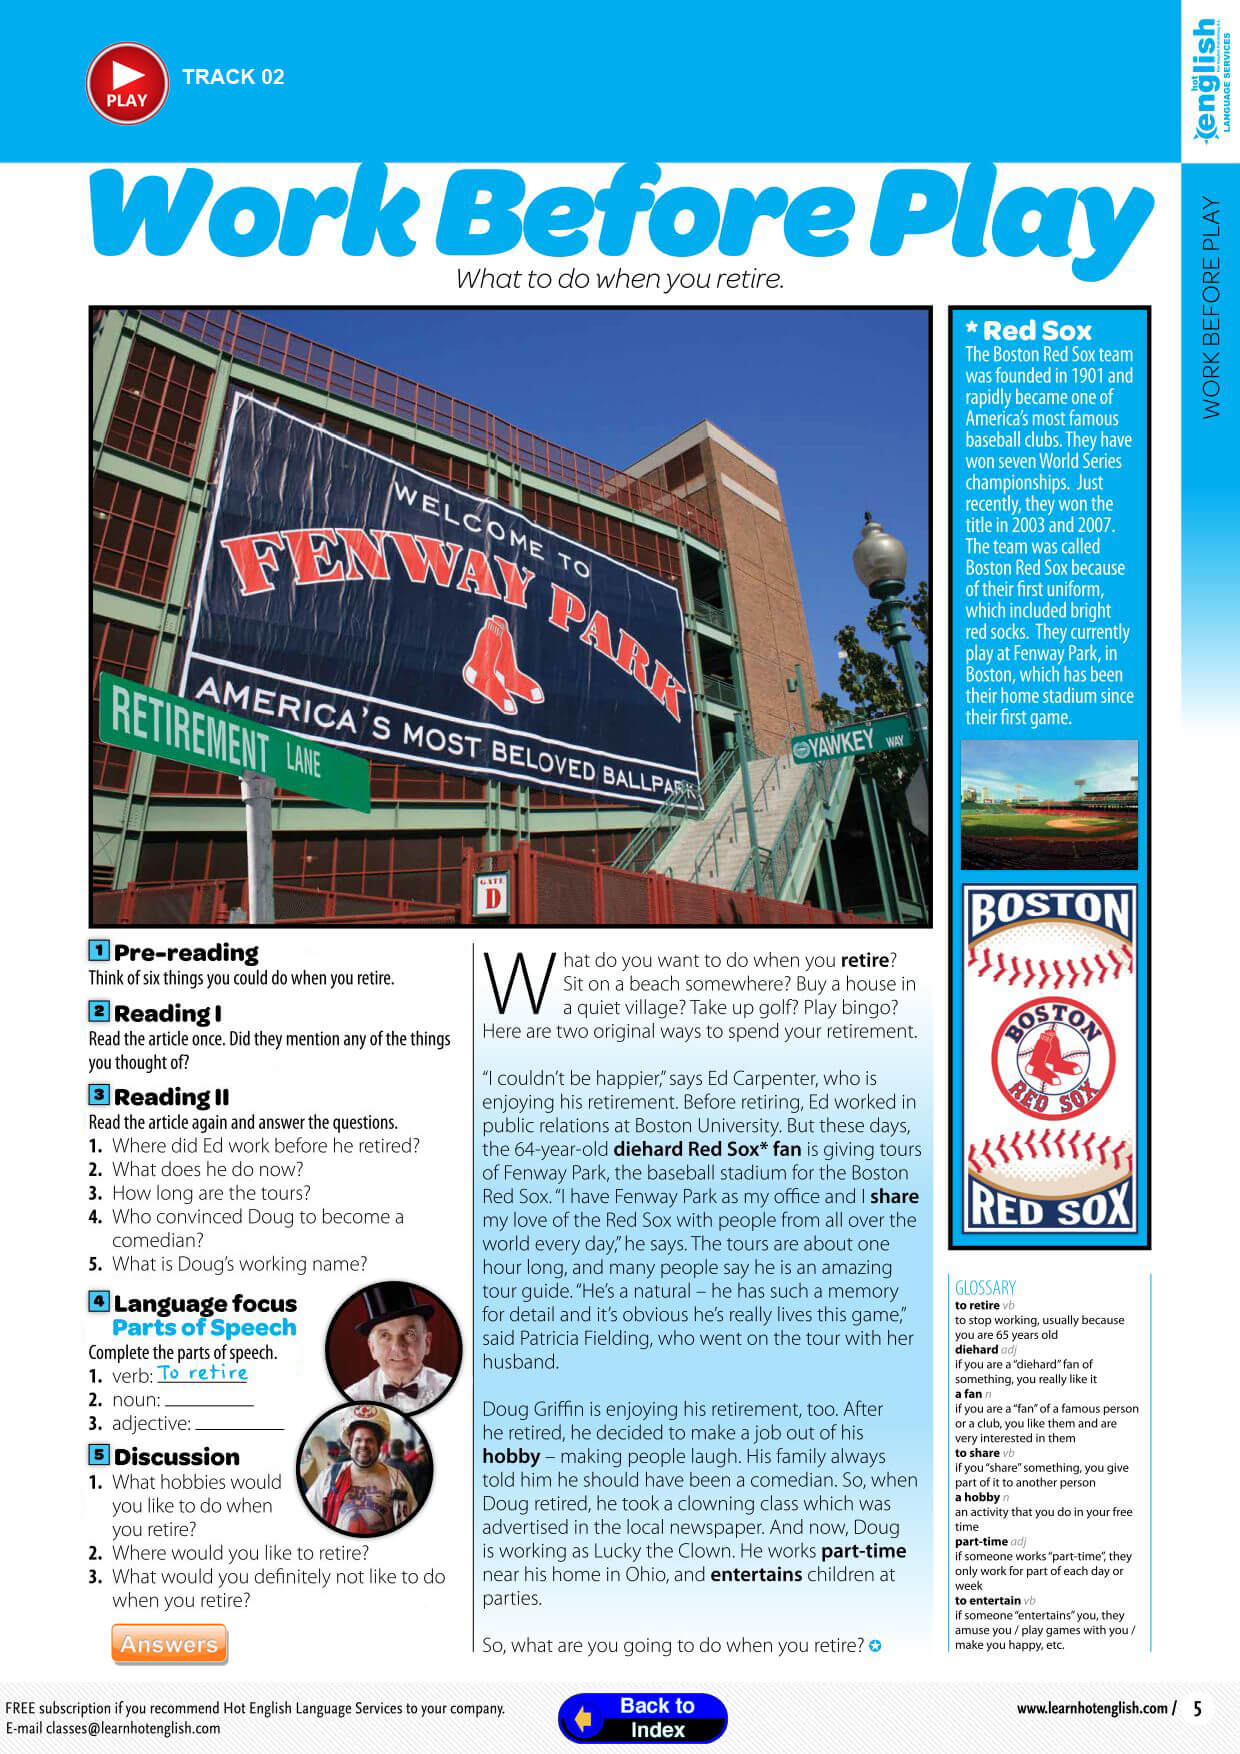 PLAY
TRACK 02
hot
english
LANGUAGE SERVICES
WORK BEFORE PLAY
Work Before Play
What to do when you retire.
WELCOME TO
FENWAY PARK
AMERICA'S MOST BELOVED BALLPARK
RETIREMENT LANE
YAWKEY WAY
GATE
D
* Red Sox
The Boston Red Sox team
was founded in 1901 and
rapidly became one of
America's most famous
baseball clubs. They have
won seven World Series
championships. Just
recently, they won the
title in 2003 and 2007.
The team was called
Boston Red Sox because
of their first uniform,
which included bright
red socks. They currently
play at Fenway Park, in
Boston, which has been
their home stadium since
their first game.
BOSTON
BOSTON
RED SOX
RED SOX
1 Pre-reading
Think of six things you could do when you retire.
2 Reading I
Read the article once. Did they mention any of the things
you thought of?
3 Reading II
Read the article again and answer the questions.
1. Where did Ed work before he retired?
2. What does he do now?
3. How long are the tours?
4. Who convinced Doug to become a
comedian?
5. What is Doug's working name?
4 Language focus
Parts of Speech
Complete the parts of speech.
1. verb: To retire
2. noun: ___________
3. adjective: ___________
5 Discussion
1. What hobbies would
you like to do when
you retire?
2. Where would you like to retire?
3. What would you definitely not like to do
when you retire?
Answers
What do you want to do when you retire?
Sit on a beach somewhere? Buy a house in
a quiet village? Take up golf? Play bingo?
Here are two original ways to spend your retirement.
“I couldn't be happier,” says Ed Carpenter, who is
enjoying his retirement. Before retiring, Ed worked in
public relations at Boston University. But these days,
the 64-year-old diehard Red Sox* fan is giving tours
of Fenway Park, the baseball stadium for the Boston
Red Sox. “I have Fenway Park as my office and I share
my love of the Red Sox with people from all over the
world every day,” he says. The tours are about one
hour long, and many people say he is an amazing
tour guide. “He's a natural – he has such a memory
for detail and it's obvious he's really lives this game,”
said Patricia Fielding, who went on the tour with her
husband.
Doug Griffin is enjoying his retirement, too. After
he retired, he decided to make a job out of his
hobby – making people laugh. His family always
told him he should have been a comedian. So, when
Doug retired, he took a clowning class which was
advertised in the local newspaper. And now, Doug
is working as Lucky the Clown. He works part-time
near his home in Ohio, and entertains children at
parties.
So, what are you going to do when you retire?
GLOSSARY
to retire vb
to stop working, usually because
you are 65 years old
diehard adj
if you are a “diehard” fan of
something, you really like it
a fan n
if you are a “fan” of a famous person
or a club, you like them and are
very interested in them
to share vb
if you “share” something, you give
part of it to another person
a hobby n
an activity that you do in your free
time
part-time adj
if someone works “part-time”, they
only work for part of each day or
week
to entertain vb
if someone “entertains” you, they
amuse you / play games with you /
make you happy, etc.
FREE subscription if you recommend Hot English Language Services to your company.
E-mail classes@learnhotenglish.com
Back to
Index
www.learnhotenglish.com / 5